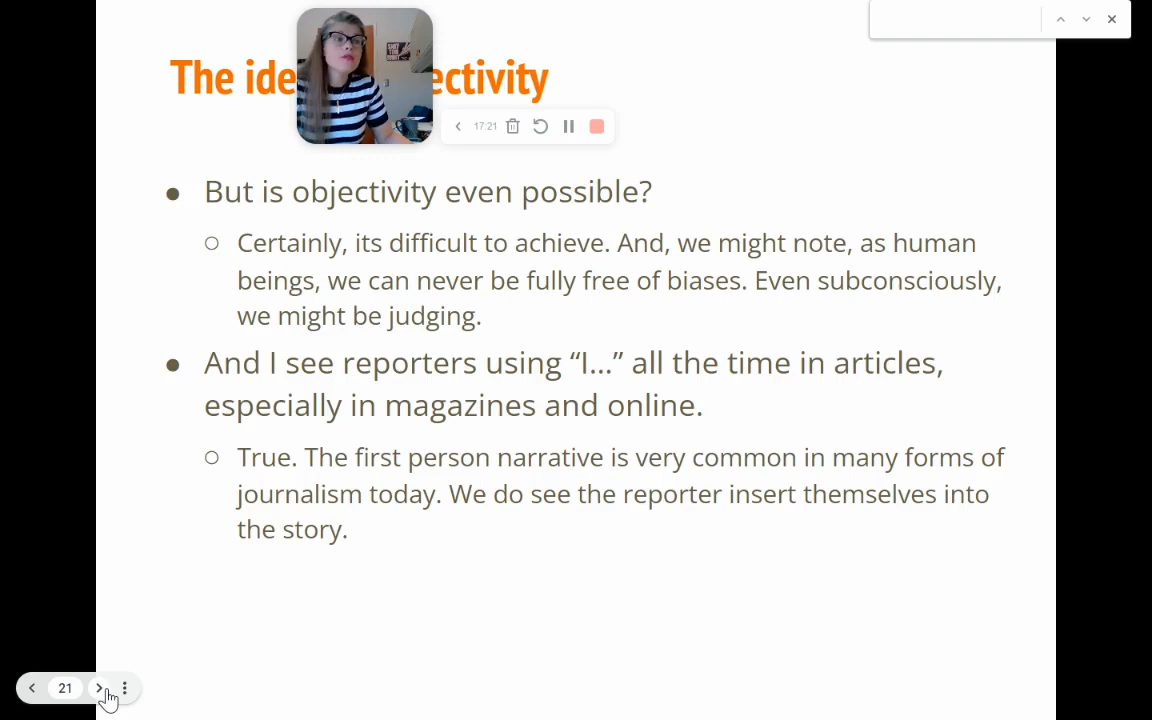 The ide ectivity
17:21
● But is objectivity even possible?
○ Certainly, its difficult to achieve. And, we might note, as human
beings, we can never be fully free of biases. Even subconsciously,
we might be judging.
● And I see reporters using “I...” all the time in articles,
especially in magazines and online.
○ True. The first person narrative is very common in many forms of
journalism today. We do see the reporter insert themselves into
the story.
21